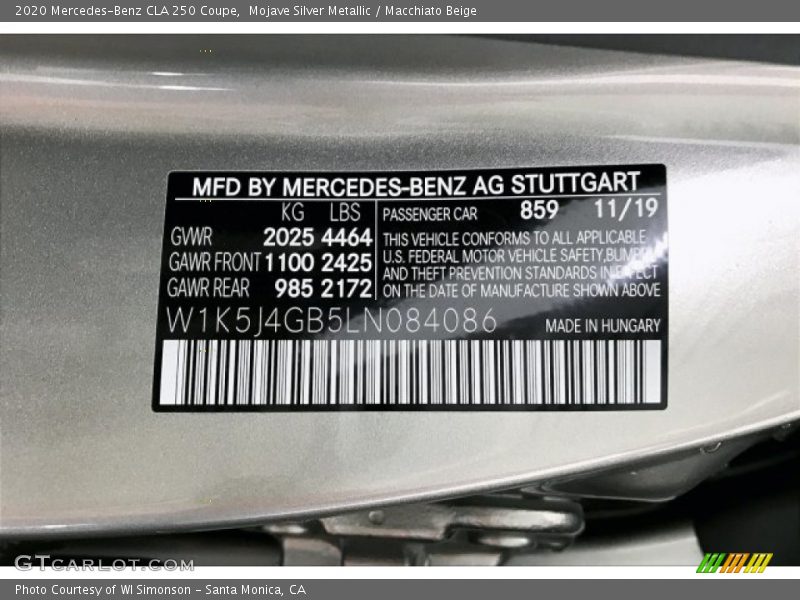 2020 Mercedes-Benz CLA 250 Coupe,  Mojave Silver Metallic / Macchiato Beige
MFD BY MERCEDES-BENZ AG STUTTGART
KG LBS
GWWR 2025 4464
GAWR FRONT 1100 2425
GAWR REAR 985 2172
PASSENGER CAR 859 11/19
THIS VEHICLE CONFORMS TO ALL APPLICABLE
U.S. FEDERAL MOTOR VEHICLE SAFETY, BUMPER
AND THEFT PREVENTION STANDARDS IN EFFECT
ON THE DATE OF MANUFACTURE SHOWN ABOVE
W1K5J4GB5LN084086 MADE IN HUNGARY
GTCARLOT.COM
Photo Courtesy of WI Simonson - Santa Monica, CA